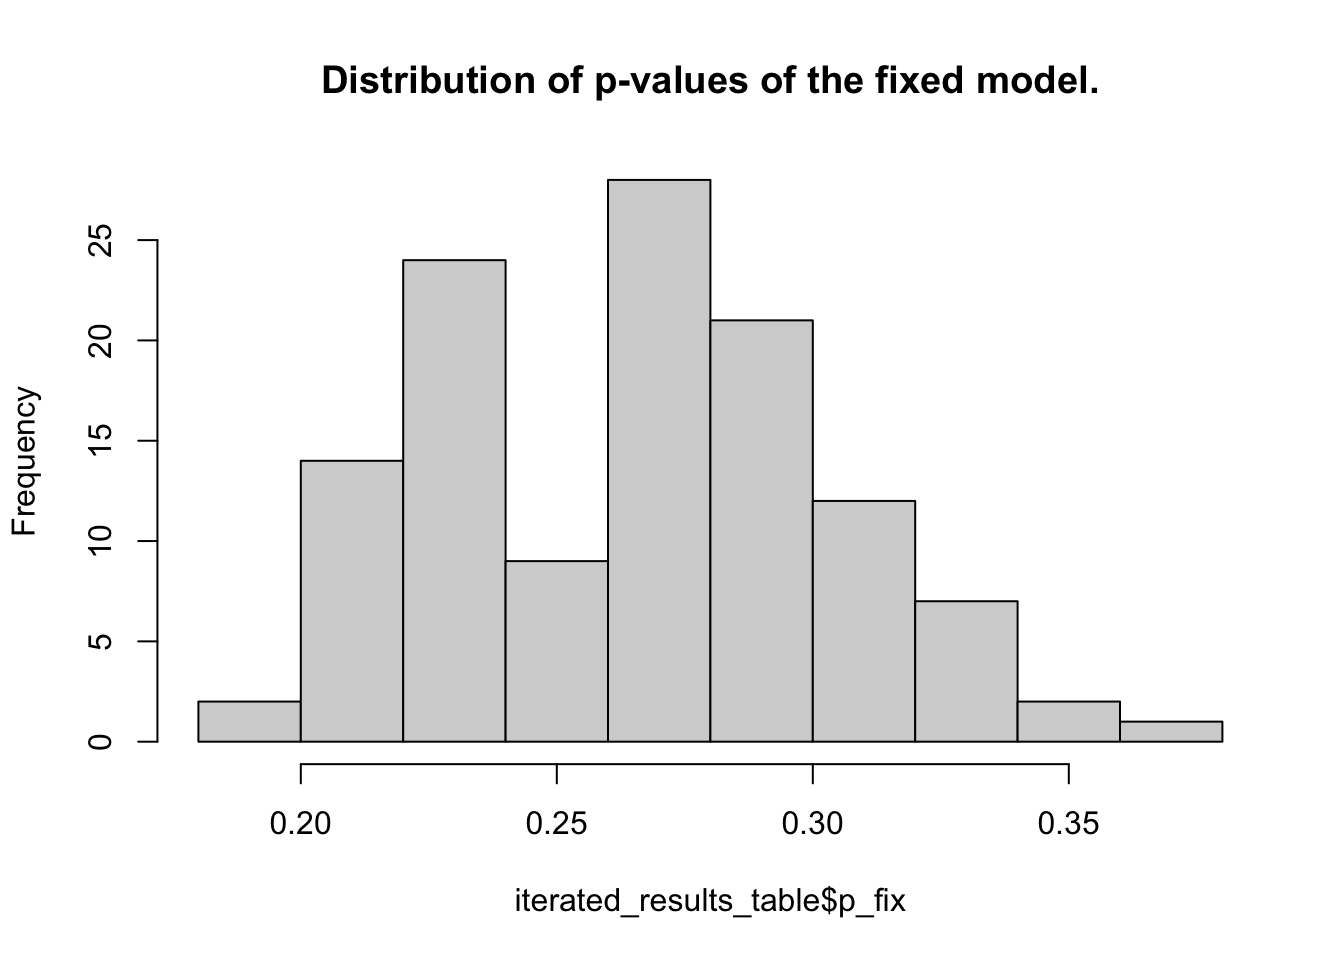 Distribution of p-values of the fixed model.
Frequency
25
20
15
10
5
0
0.20 0.25 0.30 0.35
iterated_results_table$p_fix